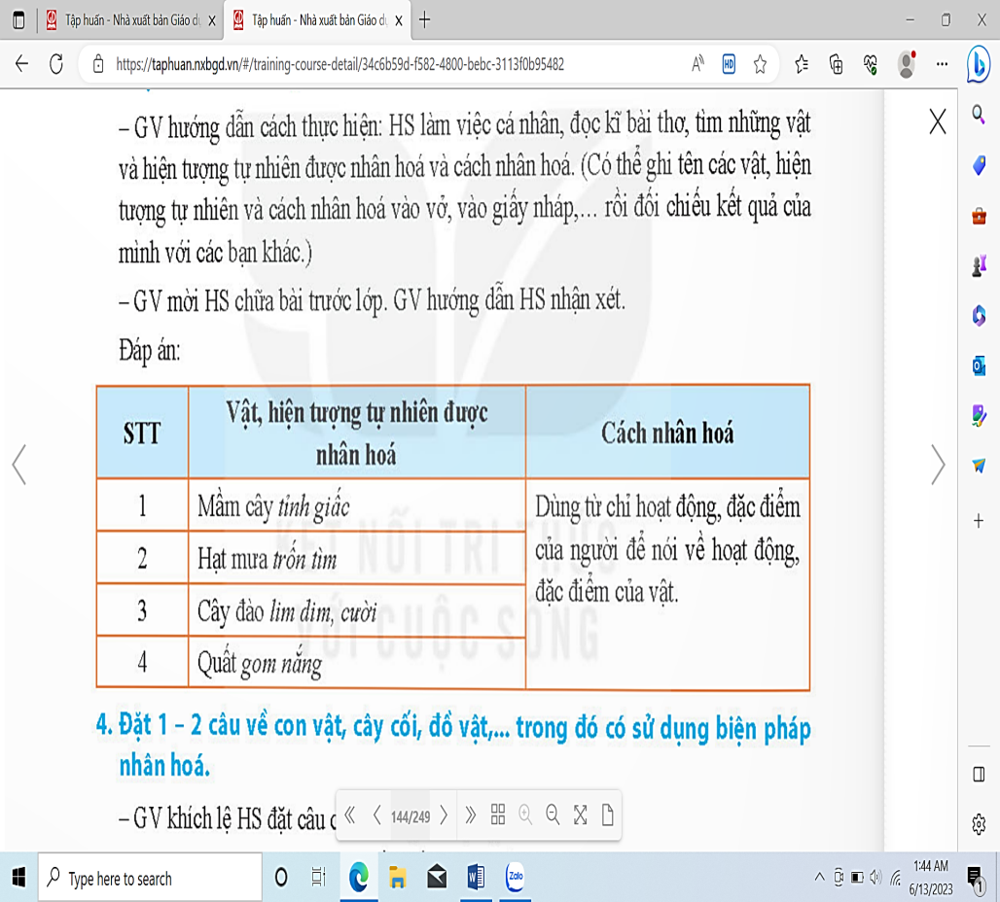 Tập huấn - Nhà xuất bản Giáo dụ
Tập huấn - Nhà xuất bản Giáo dụ
https://taphuan.nxbgd.vn/#/training-course-detail/34c6b59d-f582-4800-bebc-3113f0b95482
– GV hướng dẫn cách thực hiện: HS làm việc cá nhân, đọc kĩ bài thơ, tìm những vật
và hiện tượng tự nhiên được nhân hoá và cách nhân hoá. (Có thể ghi tên các vật, hiện
tượng tự nhiên và cách nhân hoá vào vở, vào giấy nháp,… rồi đối chiếu kết quả của
mình với các bạn khác.)
– GV mời HS chữa bài trước lớp. GV hướng dẫn HS nhận xét.
Đáp án:
STT
Vật, hiện tượng tự nhiên được
nhân hoá
Cách nhân hoá
1
Mầm cây tỉnh giấc
2
Hạt mưa trốn tìm
3
Cây đào lim dim, cười
4
Quất gom nắng
Dùng từ chỉ hoạt động, đặc điểm
của người để nói về hoạt động,
đặc điểm của vật.
KẾT NỐI TRI THỨC
VỚI CUỘC SỐNG
4. Đặt 1 – 2 câu về con vật, cây cối, đồ vật,... trong đó có sử dụng biện pháp
nhân hoá.
– GV khích lệ HS đặt câu
144/249
Type here to search
Zalo
1:44 AM
6/13/2023
1